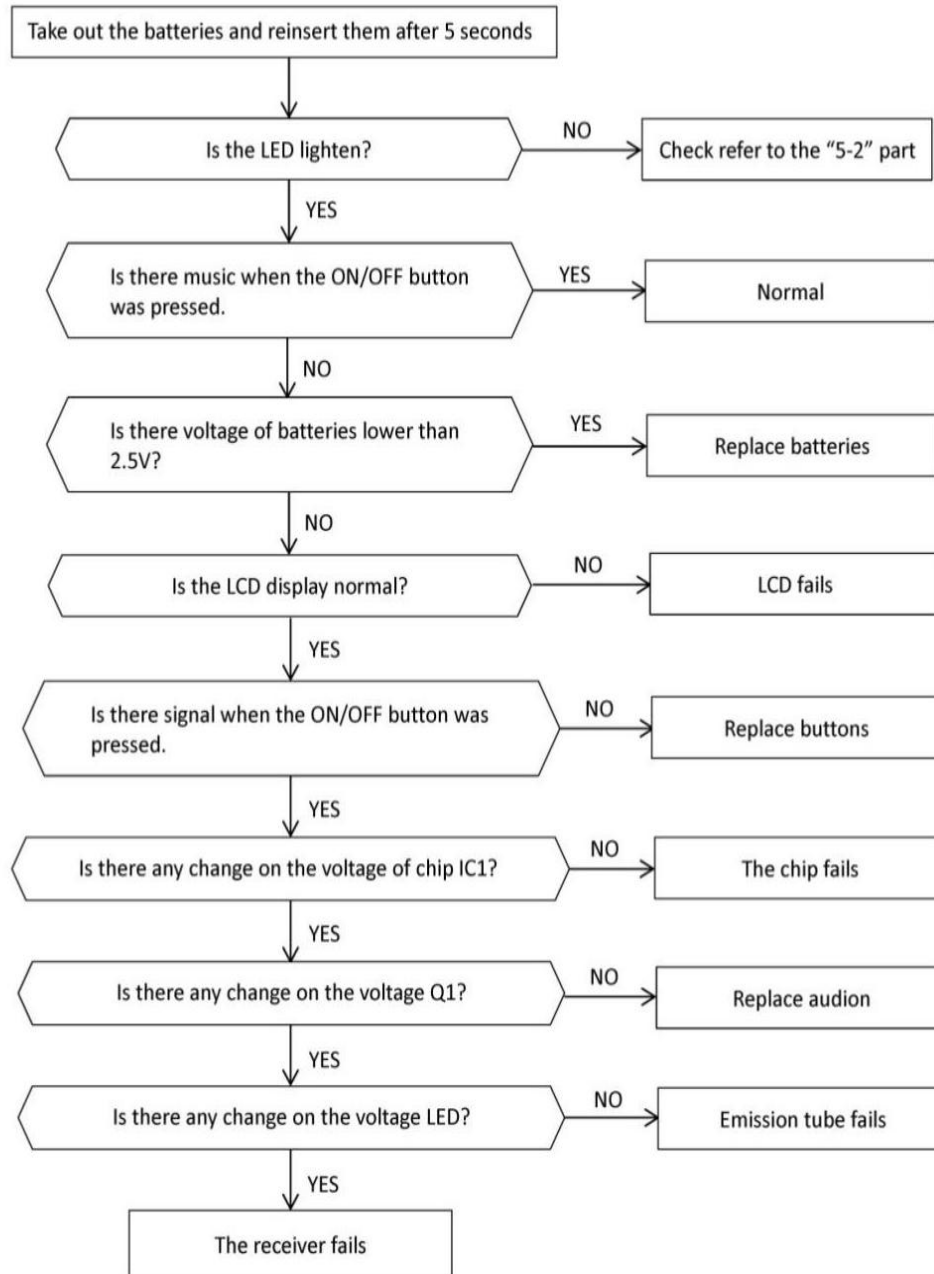 Take out the batteries and reinsert them after 5 seconds
Is the LED lighten?
NO
Check refer to the “5-2” part
YES
Is there music when the ON/OFF button
was pressed.
YES
Normal
NO
Is there voltage of batteries lower than
2.5V?
YES
Replace batteries
NO
Is the LCD display normal?
NO
LCD fails
YES
Is there signal when the ON/OFF button was
pressed.
NO
Replace buttons
YES
Is there any change on the voltage of chip IC1?
NO
The chip fails
YES
Is there any change on the voltage Q1?
NO
Replace audion
YES
Is there any change on the voltage LED?
NO
Emission tube fails
YES
The receiver fails